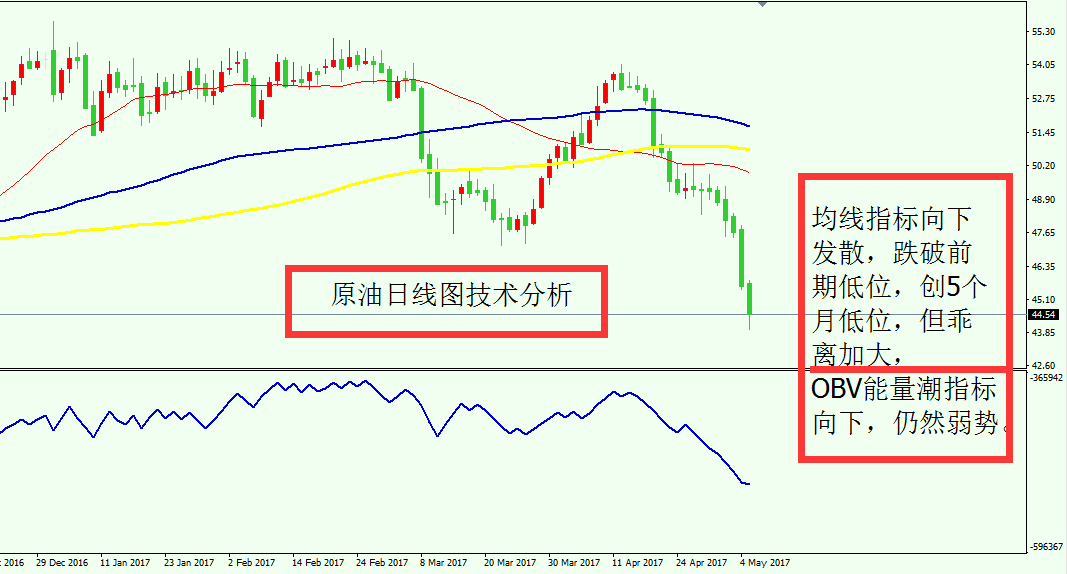 55.30
54.05
52.75
51.45
50.20
48.90
47.65
46.35
45.10
44.54
43.85
42.60
原油日线图技术分析
均线指标向下
发散，跌破前
期低位，创5个
月低位，但乖
离加大，
OBV能量潮指标
向下，仍然弱势。
-365942
-596367
2016
29 Dec 2016
11 Jan 2017
23 Jan 2017
2 Feb 2017
14 Feb 2017
24 Feb 2017
8 Mar 2017
20 Mar 2017
30 Mar 2017
11 Apr 2017
24 Apr 2017
4 May 2017